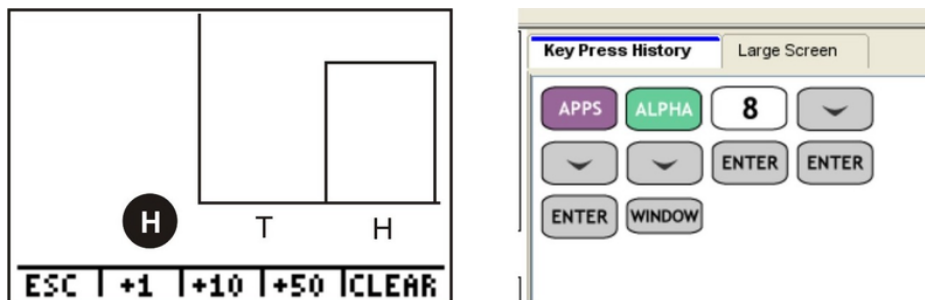 H
T H
ESC +1 +10 +50 CLEAR
Key Press History Large Screen
APPS ALPHA 8
ENTER ENTER
ENTER WINDOW